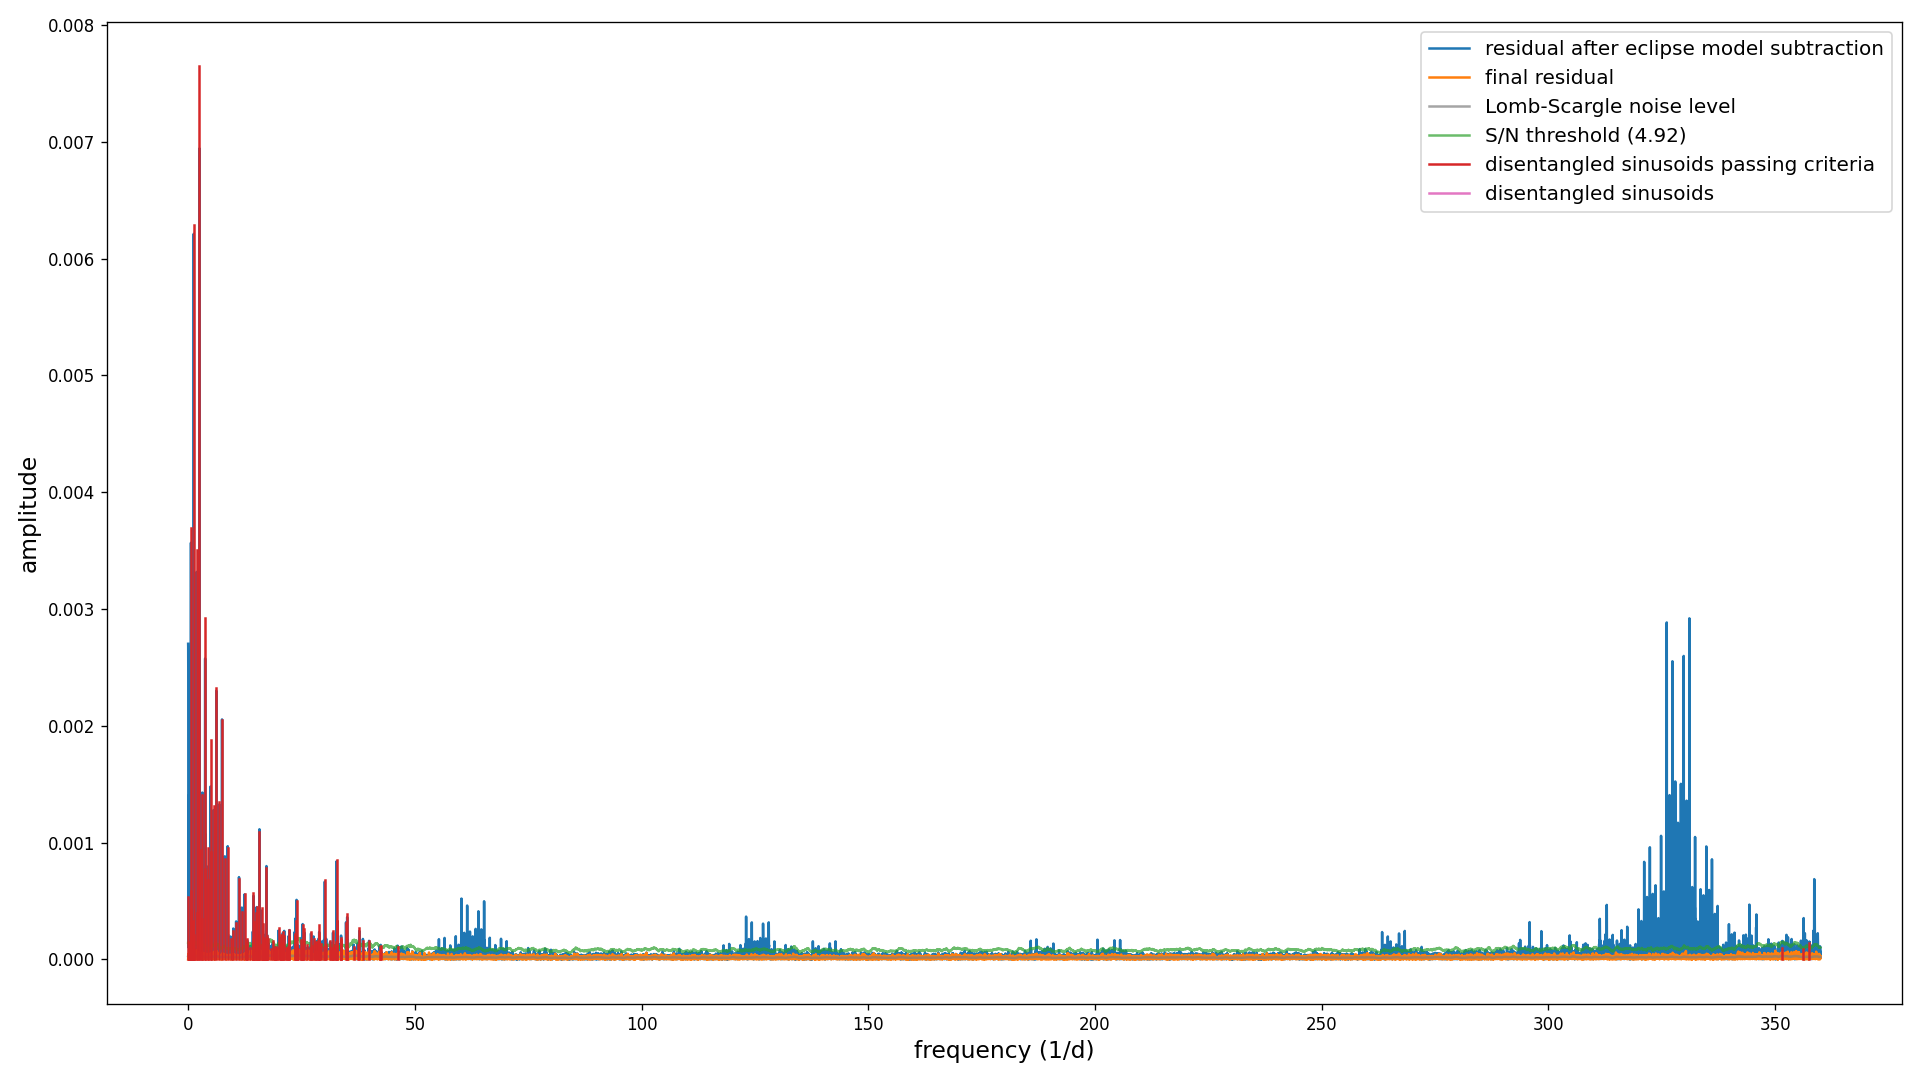 0.008
0.007
0.006
0.005
0.004
0.003
0.002
0.001
0.000
amplitude
residual after eclipse model subtraction
final residual
Lomb-Scargle noise level
S/N threshold (4.92)
disentangled sinusoids passing criteria
disentangled sinusoids
0 50 100 150 200 250 300 350
frequency (1/d)